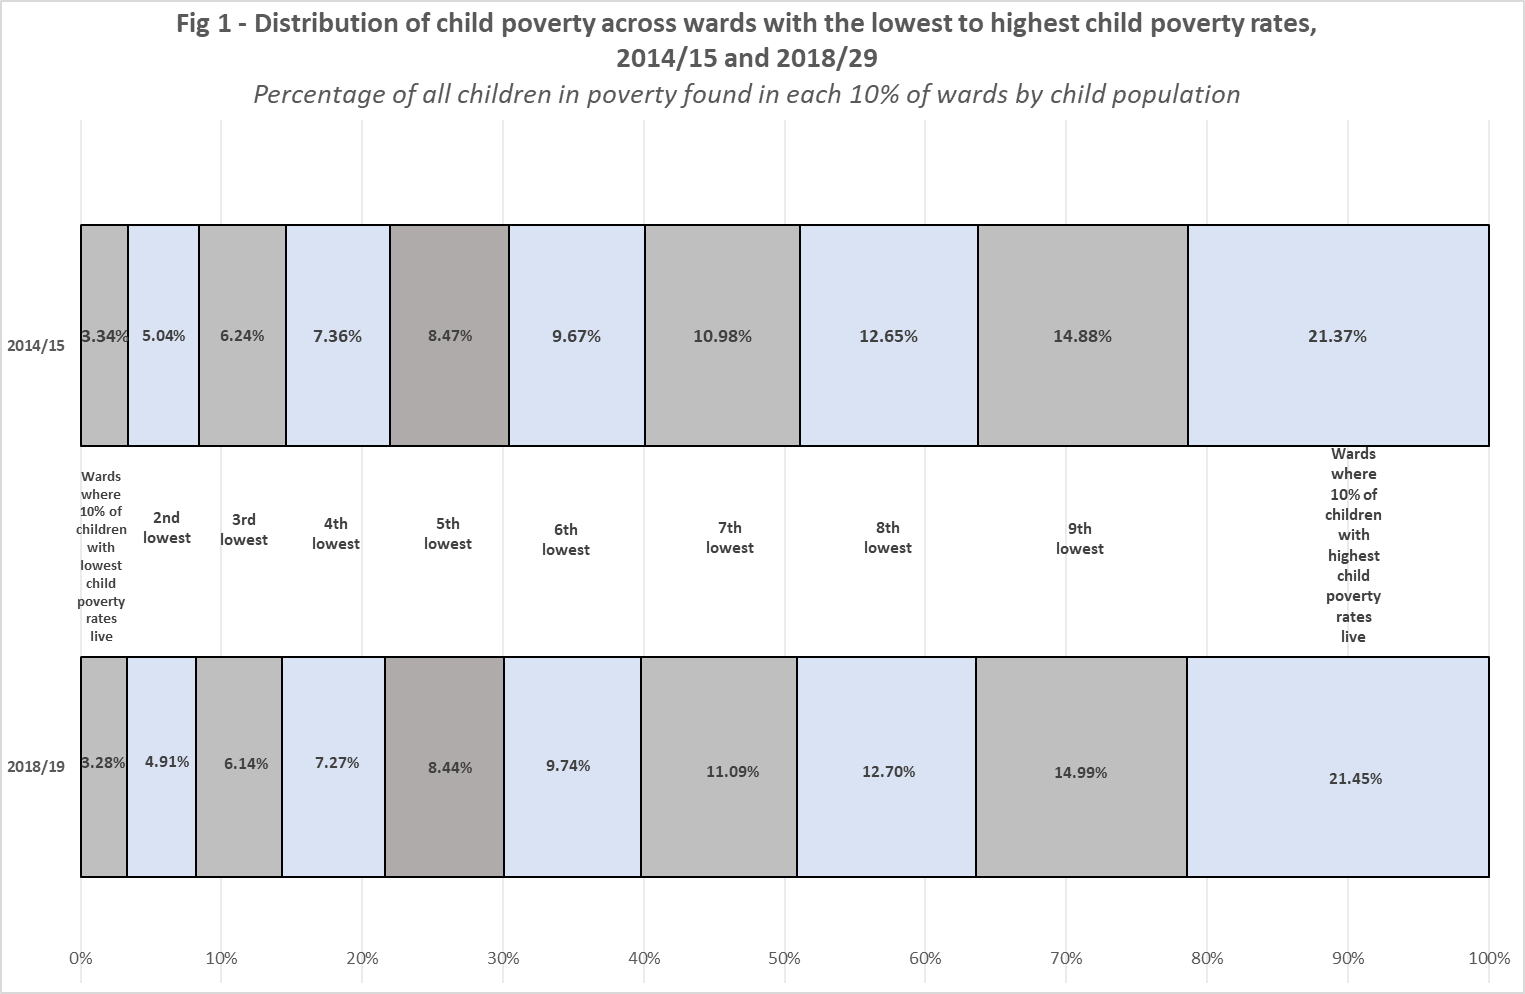 Fig 1 - Distribution of child poverty across wards with the lowest to highest child poverty rates,
2014/15 and 2018/29
Percentage of all children in poverty found in each 10% of wards by child population
2014/15
3.34%
5.04%
6.24%
7.36%
8.47%
9.67%
10.98%
12.65%
14.88%
21.37%
Wards
where
10% of
children
with
lowest
child
poverty
rates
live
2nd
lowest
3rd
lowest
4th
lowest
5th
lowest
6th
lowest
7th
lowest
8th
lowest
9th
lowest
Wards
where
10% of
children
with
highest
child
poverty
rates
live
2018/19
3.28%
4.91%
6.14%
7.27%
8.44%
9.74%
11.09%
12.70%
14.99%
21.45%
0%
10%
20%
30%
40%
50%
60%
70%
80%
90%
100%